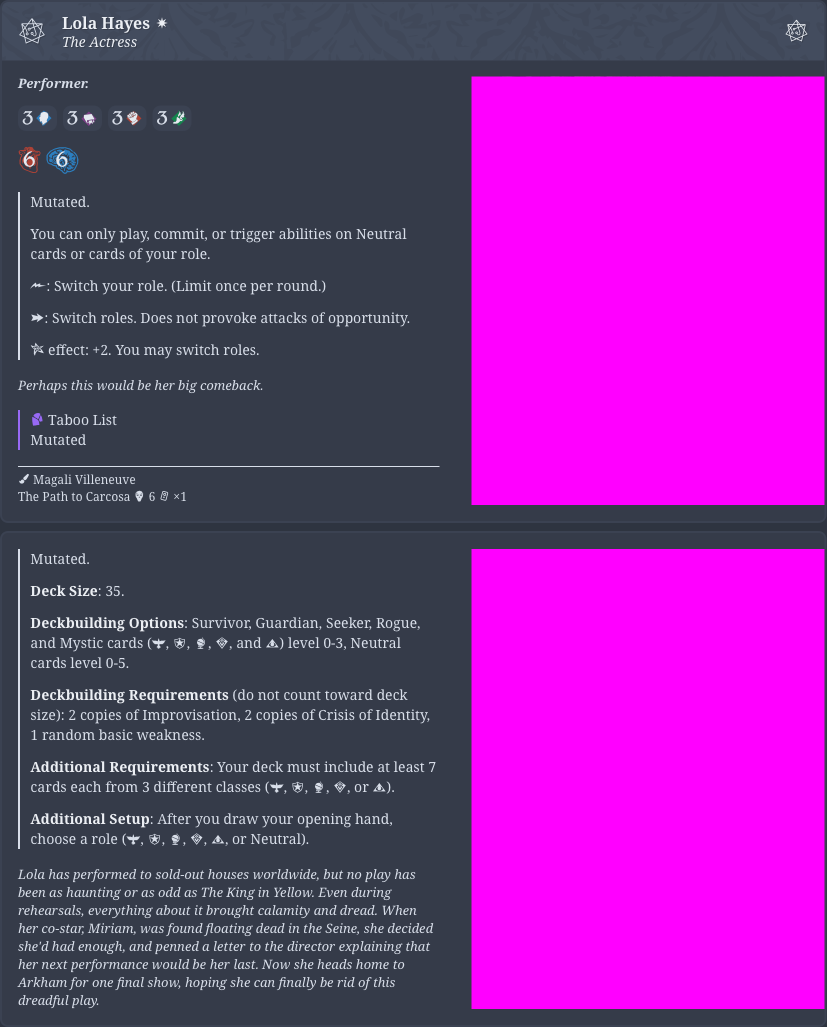 Lola Hayes
The Actress
Performer.
3 3 3 3
6 6
Mutated.
You can only play, commit, or trigger abilities on Neutral
cards or cards of your role.
: Switch your role. (Limit once per round.)
: Switch roles. Does not provoke attacks of opportunity.
effect: +2. You may switch roles.
Perhaps this would be her big comeback.
Taboo List
Mutated
Magali Villeneuve
The Path to Carcosa 6 ×1
Mutated.
Deck Size: 35.
Deckbuilding Options: Survivor, Guardian, Seeker, Rogue,
and Mystic cards ( , , , , and ) level 0-3, Neutral
cards level 0-5.
Deckbuilding Requirements (do not count toward deck
size): 2 copies of Improvisation, 2 copies of Crisis of Identity,
1 random basic weakness.
Additional Requirements: Your deck must include at least 7
cards each from 3 different classes ( , , , , or ).
Additional Setup: After you draw your opening hand,
choose a role ( , , , , , or Neutral).
Lola has performed to sold-out houses worldwide, but no play has
been as haunting or as odd as The King in Yellow. Even during
rehearsals, everything about it brought calamity and dread. When
her co-star, Miriam, was found floating dead in the Seine, she decided
she'd had enough, and penned a letter to the director explaining that
her next performance would be her last. Now she heads home to
Arkham for one final show, hoping she can finally be rid of this
dreadful play.